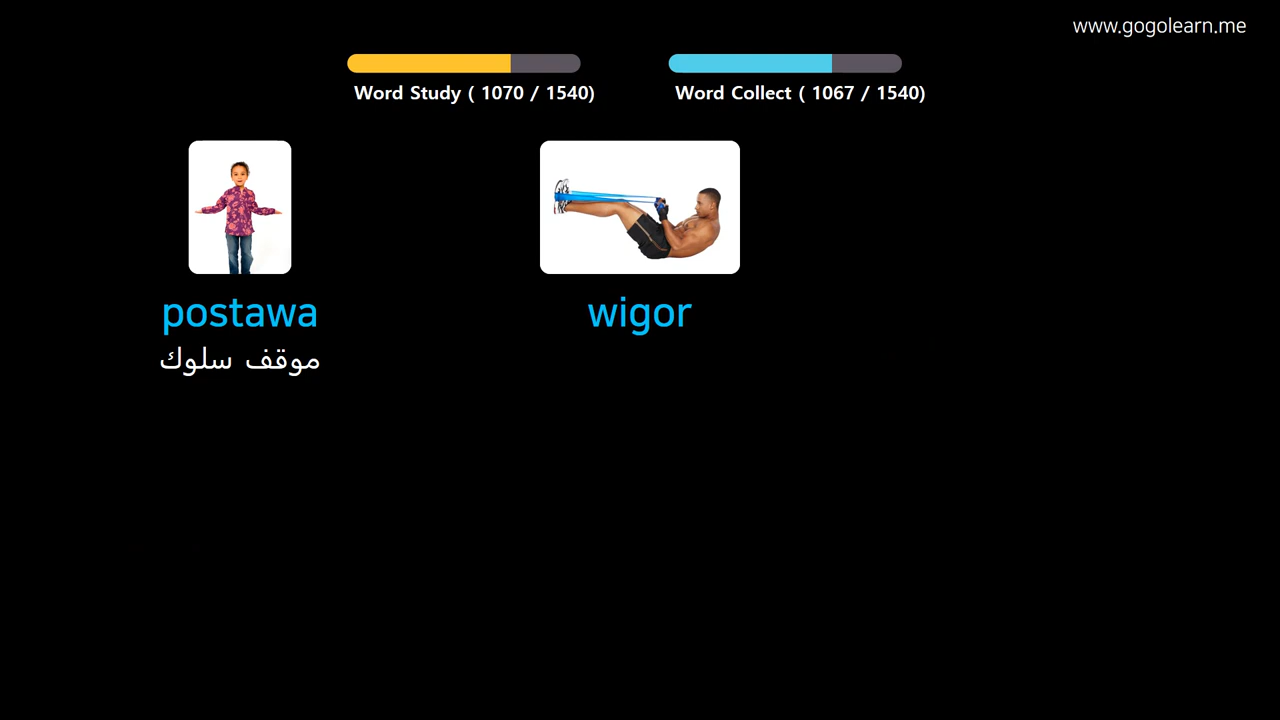 www.gogolearn.me
Word Study ( 1070 / 1540)
Word Collect ( 1067 / 1540)
postawa
موقف سلوك
wigor